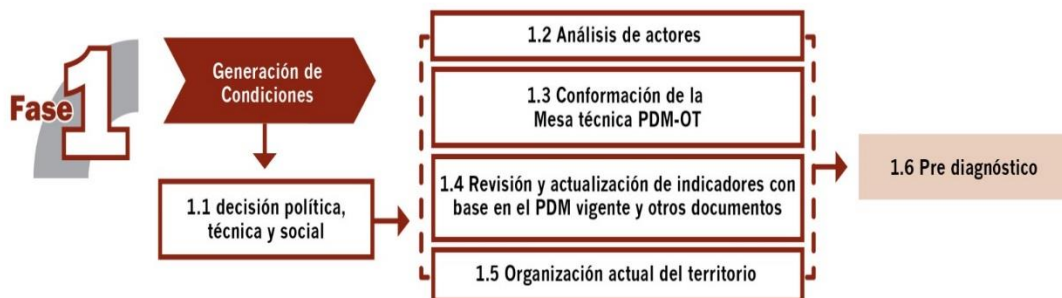 Fase 1
Generación de
Condiciones
1.1 decisión política,
técnica y social
1.2 Análisis de actores
1.3 Conformación de la
Mesa técnica PDM-OT
1.4 Revisión y actualización de indicadores con
base en el PDM vigente y otros documentos
1.5 Organización actual del territorio
1.6 Pre diagnóstico